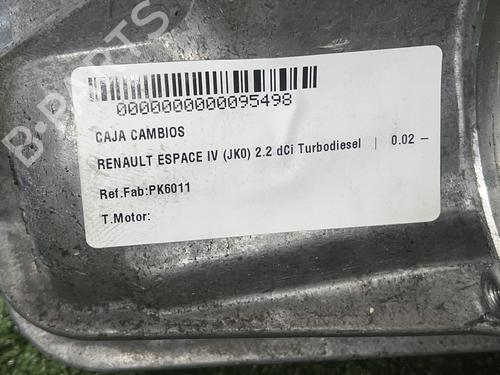 B-PARTS
0000000000095498
CAJA CAMBIOS
RENAULT ESPACE IV (JK0) 2.2 dCi Turbodiesel | 0.02 –
Ref.Fab:PK6011
T.Motor: